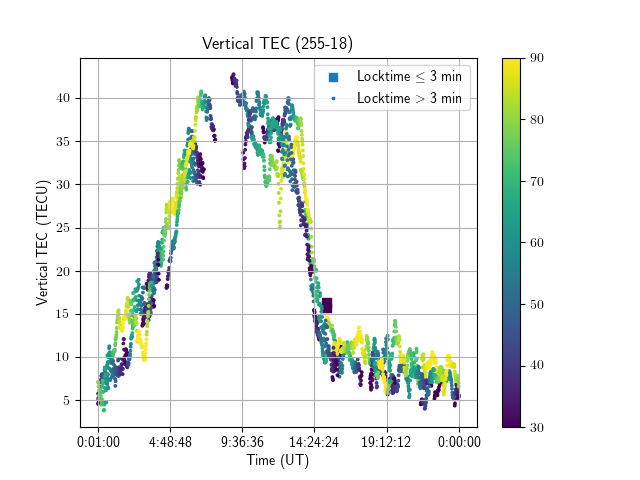 Vertical TEC (255-18)
Locktime ≤ 3 min
Locktime > 3 min
Vertical TEC (TECU)
40
35
30
25
20
15
10
5
0:01:00 4:48:48 9:36:36 14:24:24 19:12:12 0:00:00
Time (UT)
90
80
70
60
50
40
30